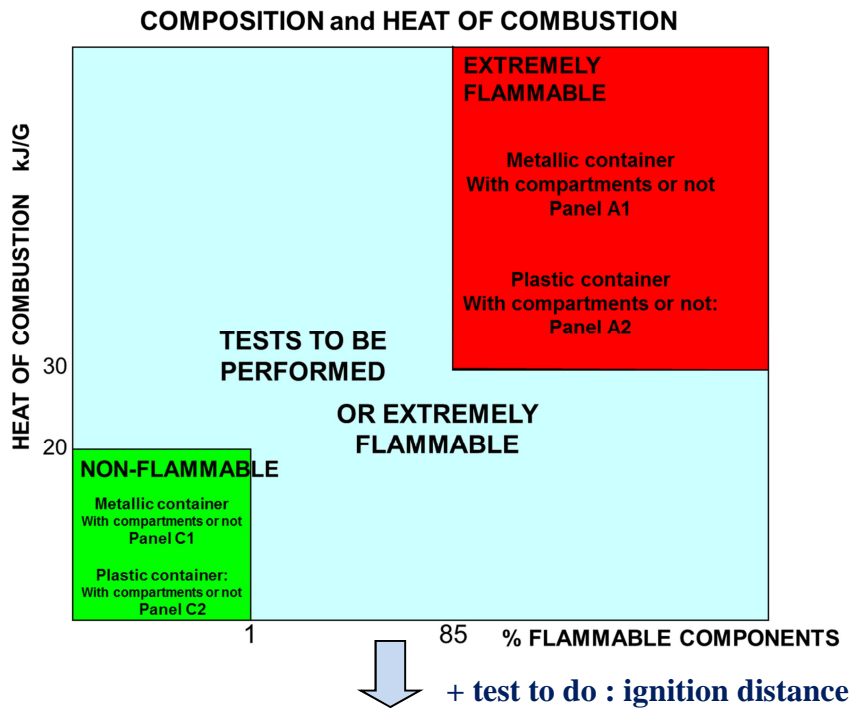 COMPOSITION and HEAT OF COMBUSTION
HEAT OF COMBUSTION kJ/G
EXTREMELY
FLAMMABLE
Metallic container
With compartments or not
Panel A1
Plastic container
With compartments or not:
Panel A2
TESTS TO BE
PERFORMED
30
OR EXTREMELY
FLAMMABLE
20
NON-FLAMMABLE
Metallic container
With compartments or not
Panel C1
Plastic container:
With compartments or not
Panel C2
1
85
% FLAMMABLE COMPONENTS
+ test to do : ignition distance